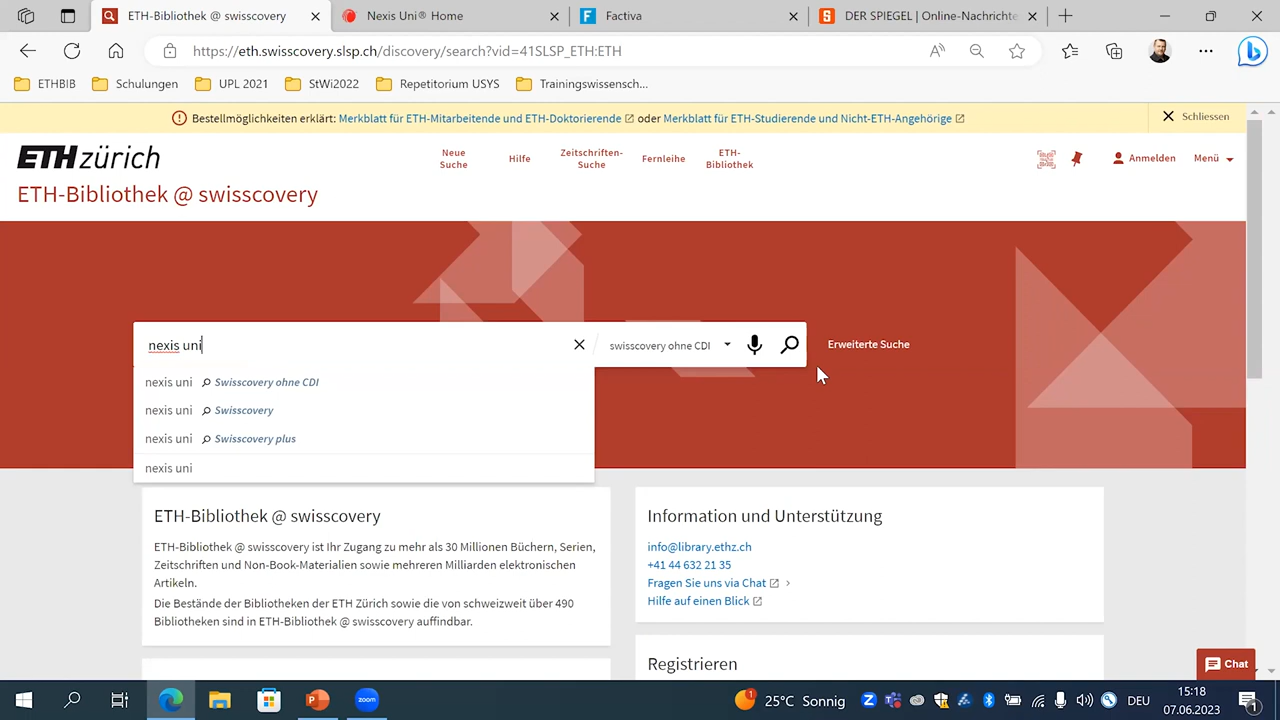 ETH-Bibliothek @ swisscovery
Nexis Uni® Home
Factiva
DER SPIEGEL | Online-Nachrichte
https://eth.swisscovery.slsp.ch/discovery/search?vid=41SLSP_ETH:ETH
ETHBIB
Schulungen
UPL 2021
StWi2022
Repetitorium USYS
Trainingswissensch...
Bestellmöglichkeiten erklärt: Merkblatt für ETH-Mitarbeitende und ETH-Doktorierende oder Merkblatt für ETH-Studierende und Nicht-ETH-Angehörige
Schliessen
ETH zürich
ETH-Bibliothek @ swisscovery
Neue Suche
Hilfe
Zeitschriften-Suche
Fernleihe
ETH-Bibliothek
Anmelden
Menü
nexis uni
swisscovery ohne CDI
Erweiterte Suche
nexis uni Swisscovery ohne CDI
nexis uni Swisscovery
nexis uni Swisscovery plus
nexis uni
ETH-Bibliothek @ swisscovery
ETH-Bibliothek @ swisscovery ist Ihr Zugang zu mehr als 30 Millionen Büchern, Serien,
Zeitschriften und Non-Book-Materialien sowie mehreren Milliarden elektronischen
Artikeln.
Die Bestände der Bibliotheken der ETH Zürich sowie die von schweizweit über 490
Bibliotheken sind in ETH-Bibliothek @ swisscovery auffindbar.
Information und Unterstützung
info@library.ethz.ch
+41 44 632 21 35
Fragen Sie uns via Chat
Hilfe auf einen Blick
Registrieren
Chat
zoom
1
25°C Sonnig
DEU
15:18
07.06.2023
1